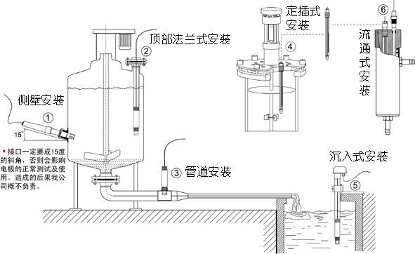 顶部法兰式安装
②
定插式
安装
④
⑥
流通式安装
侧壁安装
①
15°
*接口一定要成15度
的斜角，否则会影响
电极的正常测试及使
用，造成的后果我公
司概不负责。
③
管道安装
沉入式安装
⑤